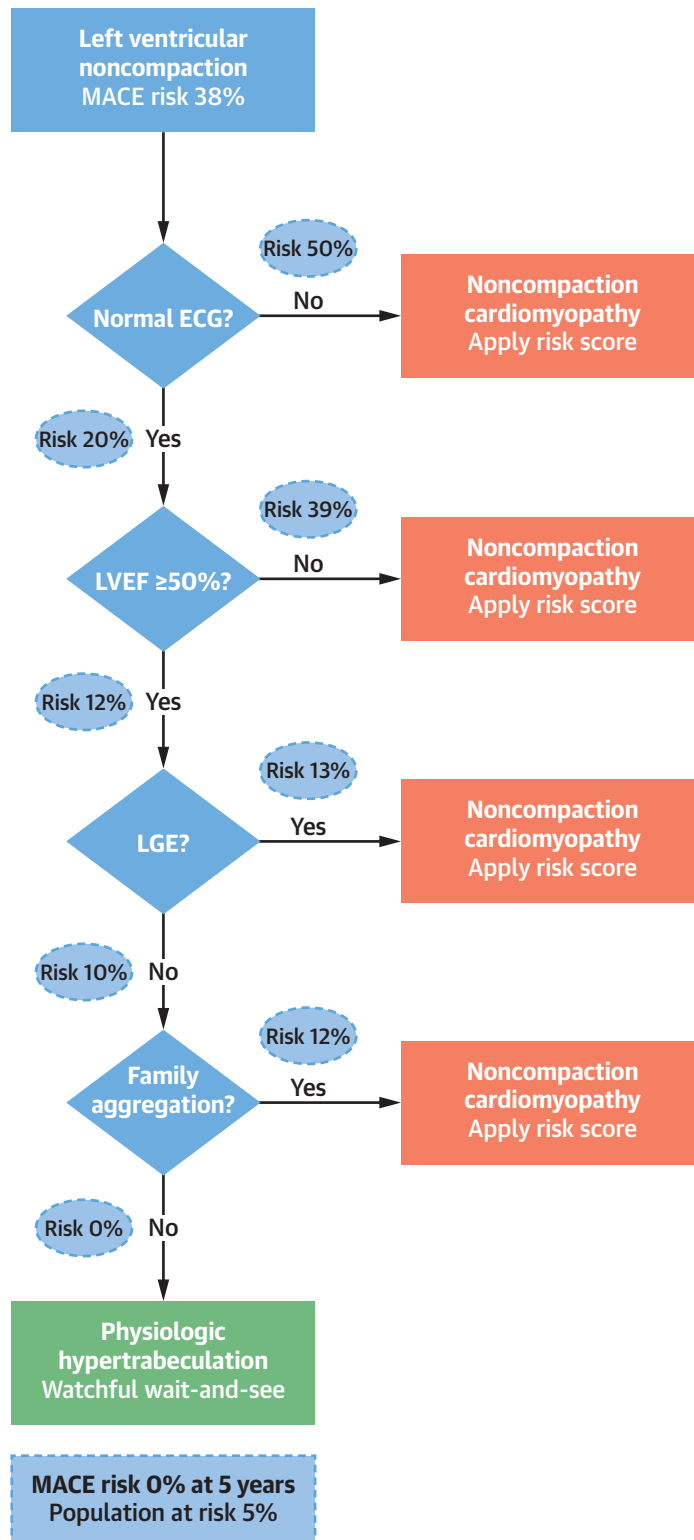 Left ventricular
noncompaction
MACE risk 38%
Risk 50%
Normal ECG?
No
Noncompaction
cardiomyopathy
Apply risk score
Risk 20%
Yes
Risk 39%
LVEF ≥50%?
No
Noncompaction
cardiomyopathy
Apply risk score
Risk 12%
Yes
Risk 13%
LGE?
Yes
Noncompaction
cardiomyopathy
Apply risk score
Risk 10%
No
Risk 12%
Family
aggregation?
Yes
Noncompaction
cardiomyopathy
Apply risk score
Risk 0%
No
Physiologic
hypertrabeculation
Watchful wait-and-see
MACE risk 0% at 5 years
Population at risk 5%